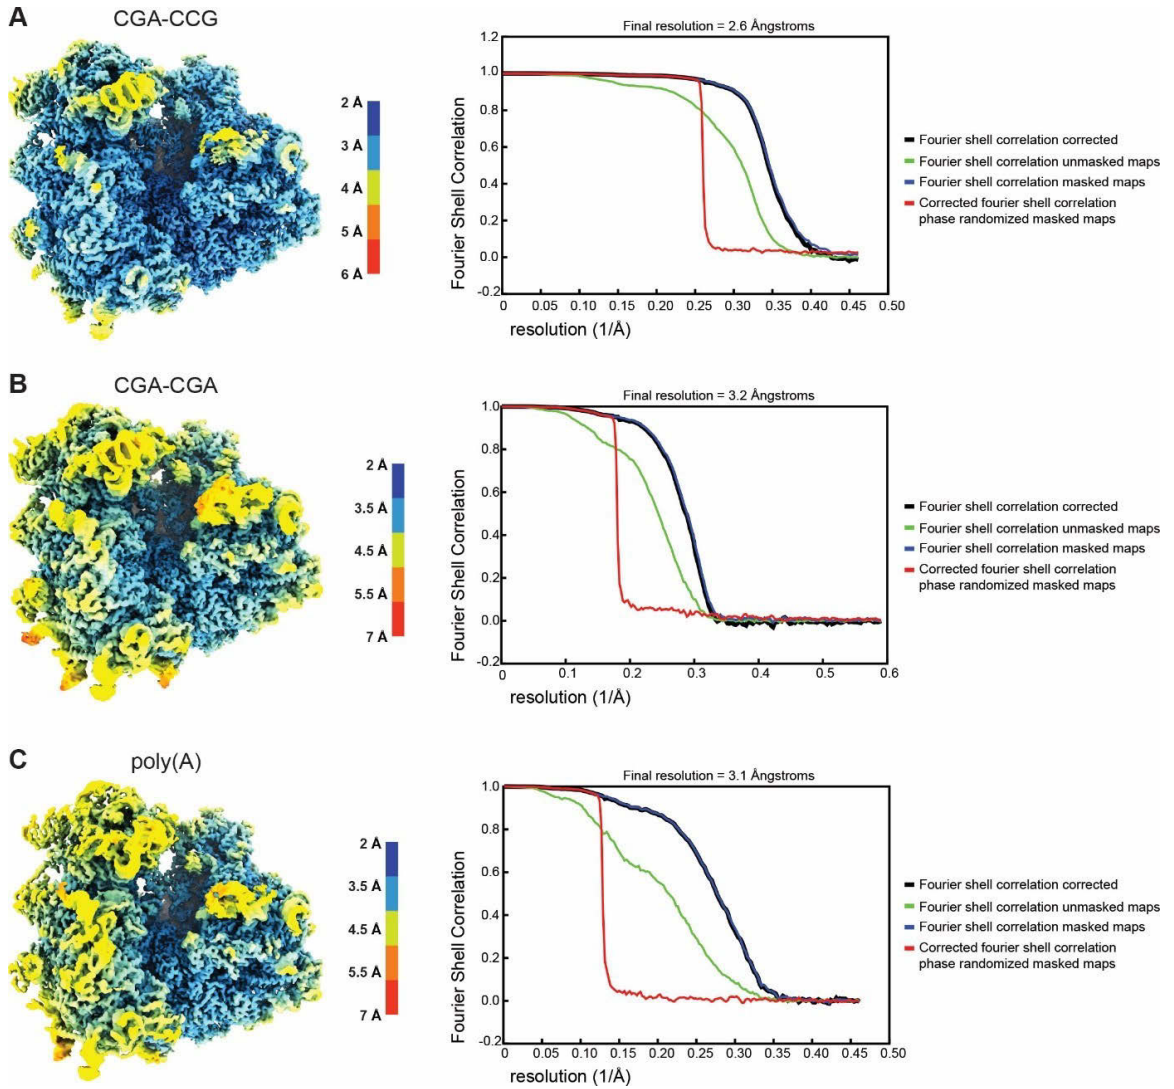 A
CGA-CCG
2 Å
3 Å
4 Å
5 Å
6 Å
Final resolution = 2.6 Ångstroms
Fourier Shell Correlation
1.2
1.0
0.8
0.6
0.4
0.2
0.0
-0.2
0 0.05 0.10 0.15 0.20 0.25 0.30 0.35 0.40 0.45 0.50
resolution (1/Å)
Fourier shell correlation corrected
Fourier shell correlation unmasked maps
Fourier shell correlation masked maps
Corrected fourier shell correlation
phase randomized masked maps
B
CGA-CGA
2 Å
3.5 Å
4.5 Å
5.5 Å
7 Å
Final resolution = 3.2 Ångstroms
Fourier Shell Correlation
1.0
0.8
0.6
0.4
0.2
0.0
-0.2
0 0.1 0.2 0.3 0.4 0.5 0.6
resolution (1/Å)
Fourier shell correlation corrected
Fourier shell correlation unmasked maps
Fourier shell correlation masked maps
Corrected fourier shell correlation
phase randomized masked maps
C
poly(A)
2 Å
3.5 Å
4.5 Å
5.5 Å
7 Å
Final resolution = 3.1 Ångstroms
Fourier Shell Correlation
1.0
0.8
0.6
0.4
0.2
0.0
-0.2
0 0.05 0.10 0.15 0.20 0.25 0.30 0.35 0.40 0.45 0.50
resolution (1/Å)
Fourier shell correlation corrected
Fourier shell correlation unmasked maps
Fourier shell correlation masked maps
Corrected fourier shell correlation
phase randomized masked maps